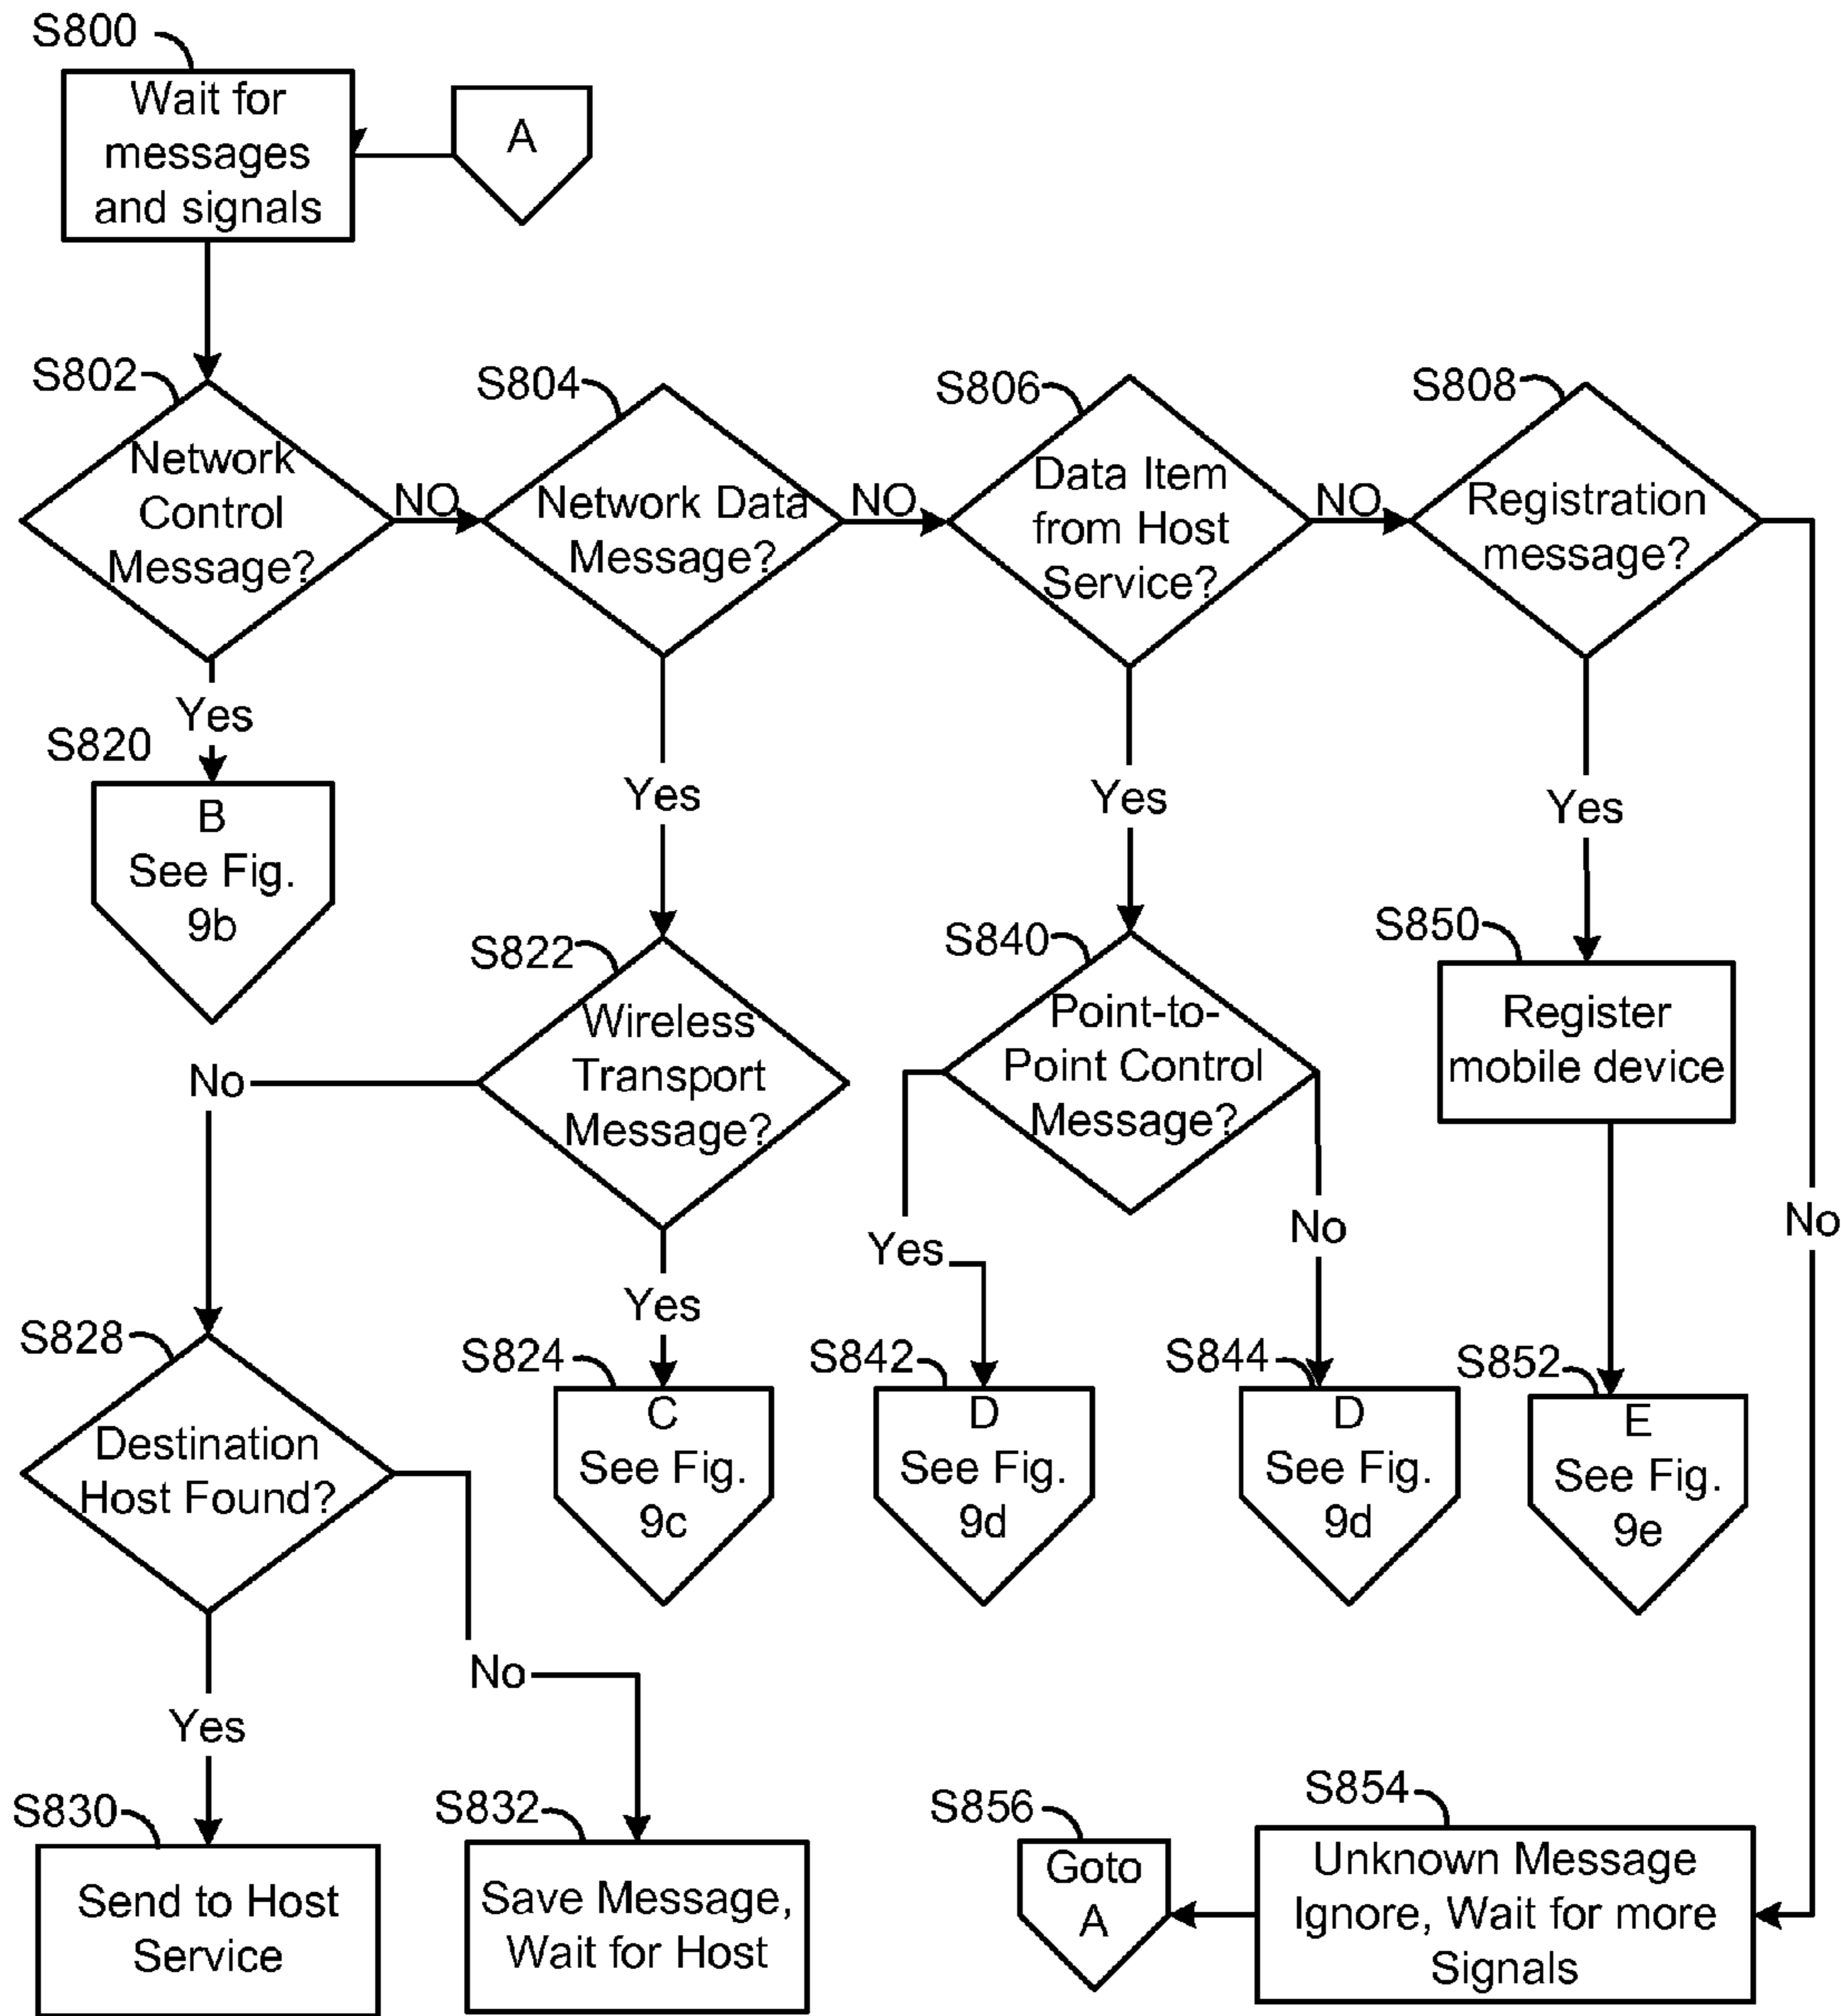 S800
Wait for
messages
and signals
A
S802
Network
Control
Message?
NO
S804
Network Data
Message?
NO
S806
Data Item
from Host
Service?
NO
S808
Registration
message?
Yes
S820
B
See Fig.
9b
Yes
Yes
Yes
No
S822
Wireless
Transport
Message?
No
S840
Point-to-
Point Control
Message?
S850
Register
mobile device
Yes
Yes
No
S828
Destination
Host Found?
S824
C
See Fig.
9c
S842
D
See Fig.
9d
S844
D
See Fig.
9d
S852
E
See Fig.
9e
Yes
No
S830
Send to Host
Service
S832
Save Message,
Wait for Host
S856
Goto
A
S854
Unknown Message
Ignore, Wait for more
Signals